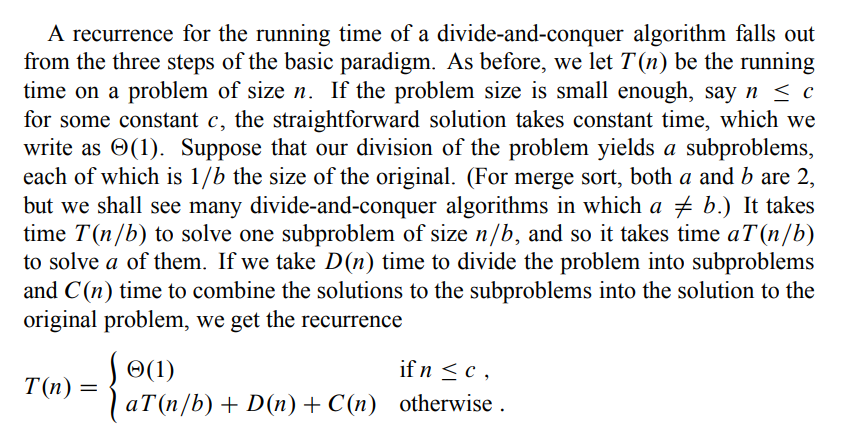 A recurrence for the running time of a divide-and-conquer algorithm falls out
from the three steps of the basic paradigm. As before, we let T(n) be the running
time on a problem of size n. If the problem size is small enough, say n ≤ c
for some constant c, the straightforward solution takes constant time, which we
write as Θ(1). Suppose that our division of the problem yields a subproblems,
each of which is 1/b the size of the original. (For merge sort, both a and b are 2,
but we shall see many divide-and-conquer algorithms in which a ≠ b.) It takes
time T(n/b) to solve one subproblem of size n/b, and so it takes time aT(n/b)
to solve a of them. If we take D(n) time to divide the problem into subproblems
and C(n) time to combine the solutions to the subproblems into the solution to the
original problem, we get the recurrence
T(n) = { Θ(1) if n ≤ c ,
aT(n/b) + D(n) + C(n) otherwise .